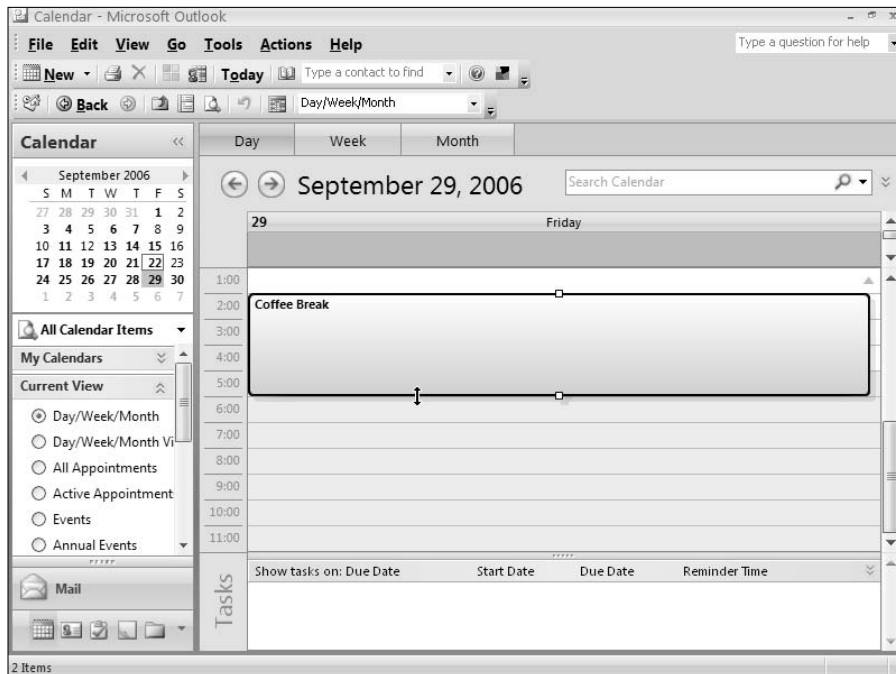 Calendar - Microsoft Outlook
File Edit View Go Tools Actions Help
Type a question for help
New Today Type a contact to find
Back Day/Week/Month
Calendar
September 2006
S M T W T F S
27 28 29 30 31 1 2
3 4 5 6 7 8 9
10 11 12 13 14 15 16
17 18 19 20 21 22 23
24 25 26 27 28 29 30
1 2 3 4 5 6 7
All Calendar Items
My Calendars
Current View
Day/Week/Month
Day/Week/Month Vi
All Appointments
Active Appointment
Events
Annual Events
Mail
Day Week Month
September 29, 2006
Search Calendar
29 Friday
1:00
2:00 Coffee Break
3:00
4:00
5:00
6:00
7:00
8:00
9:00
10:00
11:00
Tasks
Show tasks on: Due Date Start Date Due Date Reminder Time
2 Items